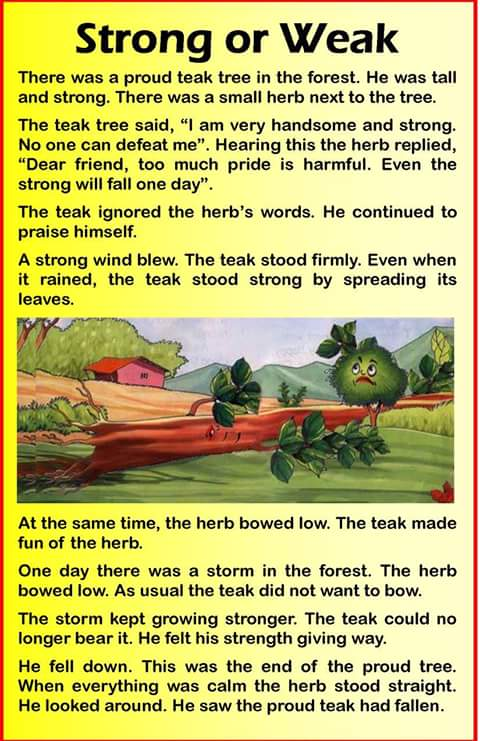 Strong or Weak
There was a proud teak tree in the forest. He was tall
and strong. There was a small herb next to the tree.
The teak tree said, “I am very handsome and strong.
No one can defeat me”. Hearing this the herb replied,
“Dear friend, too much pride is harmful. Even the
strong will fall one day”.
The teak ignored the herb’s words. He continued to
praise himself.
A strong wind blew. The teak stood firmly. Even when
it rained, the teak stood strong by spreading its
leaves.
At the same time, the herb bowed low. The teak made
fun of the herb.
One day there was a storm in the forest. The herb
bowed low. As usual the teak did not want to bow.
The storm kept growing stronger. The teak could no
longer bear it. He felt his strength giving way.
He fell down. This was the end of the proud tree.
When everything was calm the herb stood straight.
He looked around. He saw the proud teak had fallen.